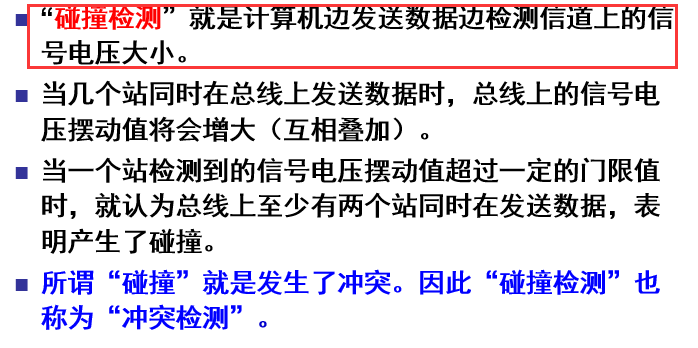 “碰撞检测”就是计算机边发送数据边检测信道上的信
号电压大小。
当几个站同时在总线上发送数据时，总线上的信号电
压摆动值将会增大（互相叠加）。
当一个站检测到的信号电压摆动值超过一定的门限值
时，就认为总线上至少有两个站同时在发送数据，表
明产生了碰撞。
所谓“碰撞”就是发生了冲突。因此“碰撞检测”也
称为“冲突检测”。